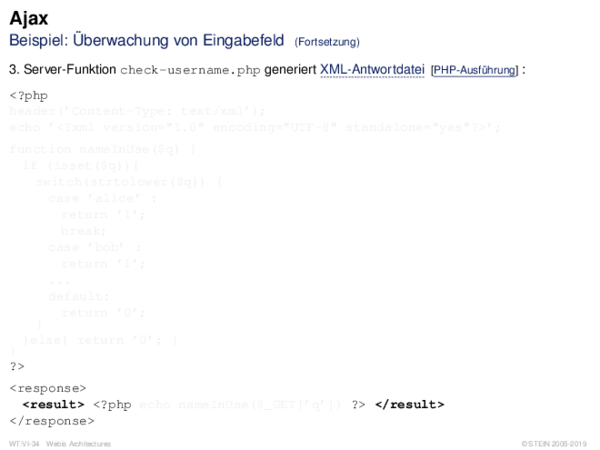 Ajax
Beispiel: Überwachung von Eingabefeld (Fortsetzung)
3. Server-Funktion check-username.php generiert XML-Antwortdatei [PHP-Ausführung] :
<?php
header('Content-Type: text/xml');
echo '<?xml version="1.0" encoding="UTF-8" standalone="yes"?>';
function nameInUse($q) {
if (isset($q)){
switch(strtolower($q)) {
case 'alice' :
return '1';
break;
case 'bob' :
return '1';
...
default:
return '0';
}
}else{ return '0'; }
}
?>
<response>
<result> <?php echo nameInUse($_GET['q']) ?> </result>
</response>
WT:VI-34 Webis Architectures
© STEIN 2005-2019